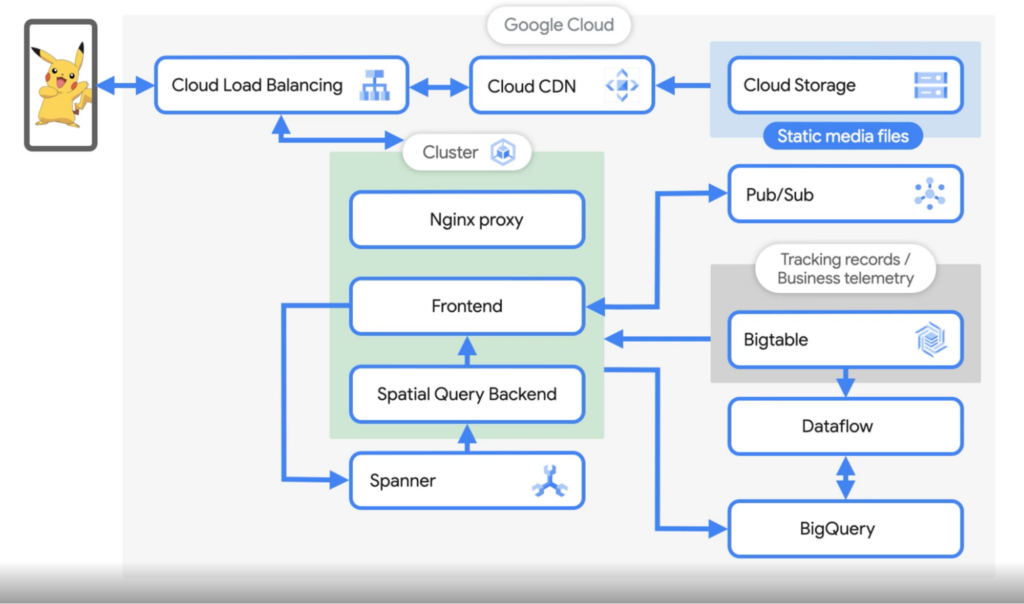 Google Cloud
Cloud Load Balancing
Cloud CDN
Cloud Storage
Static media files
Cluster
Nginx proxy
Pub/Sub
Tracking records /
Business telemetry
Frontend
Bigtable
Spatial Query Backend
Dataflow
Spanner
BigQuery